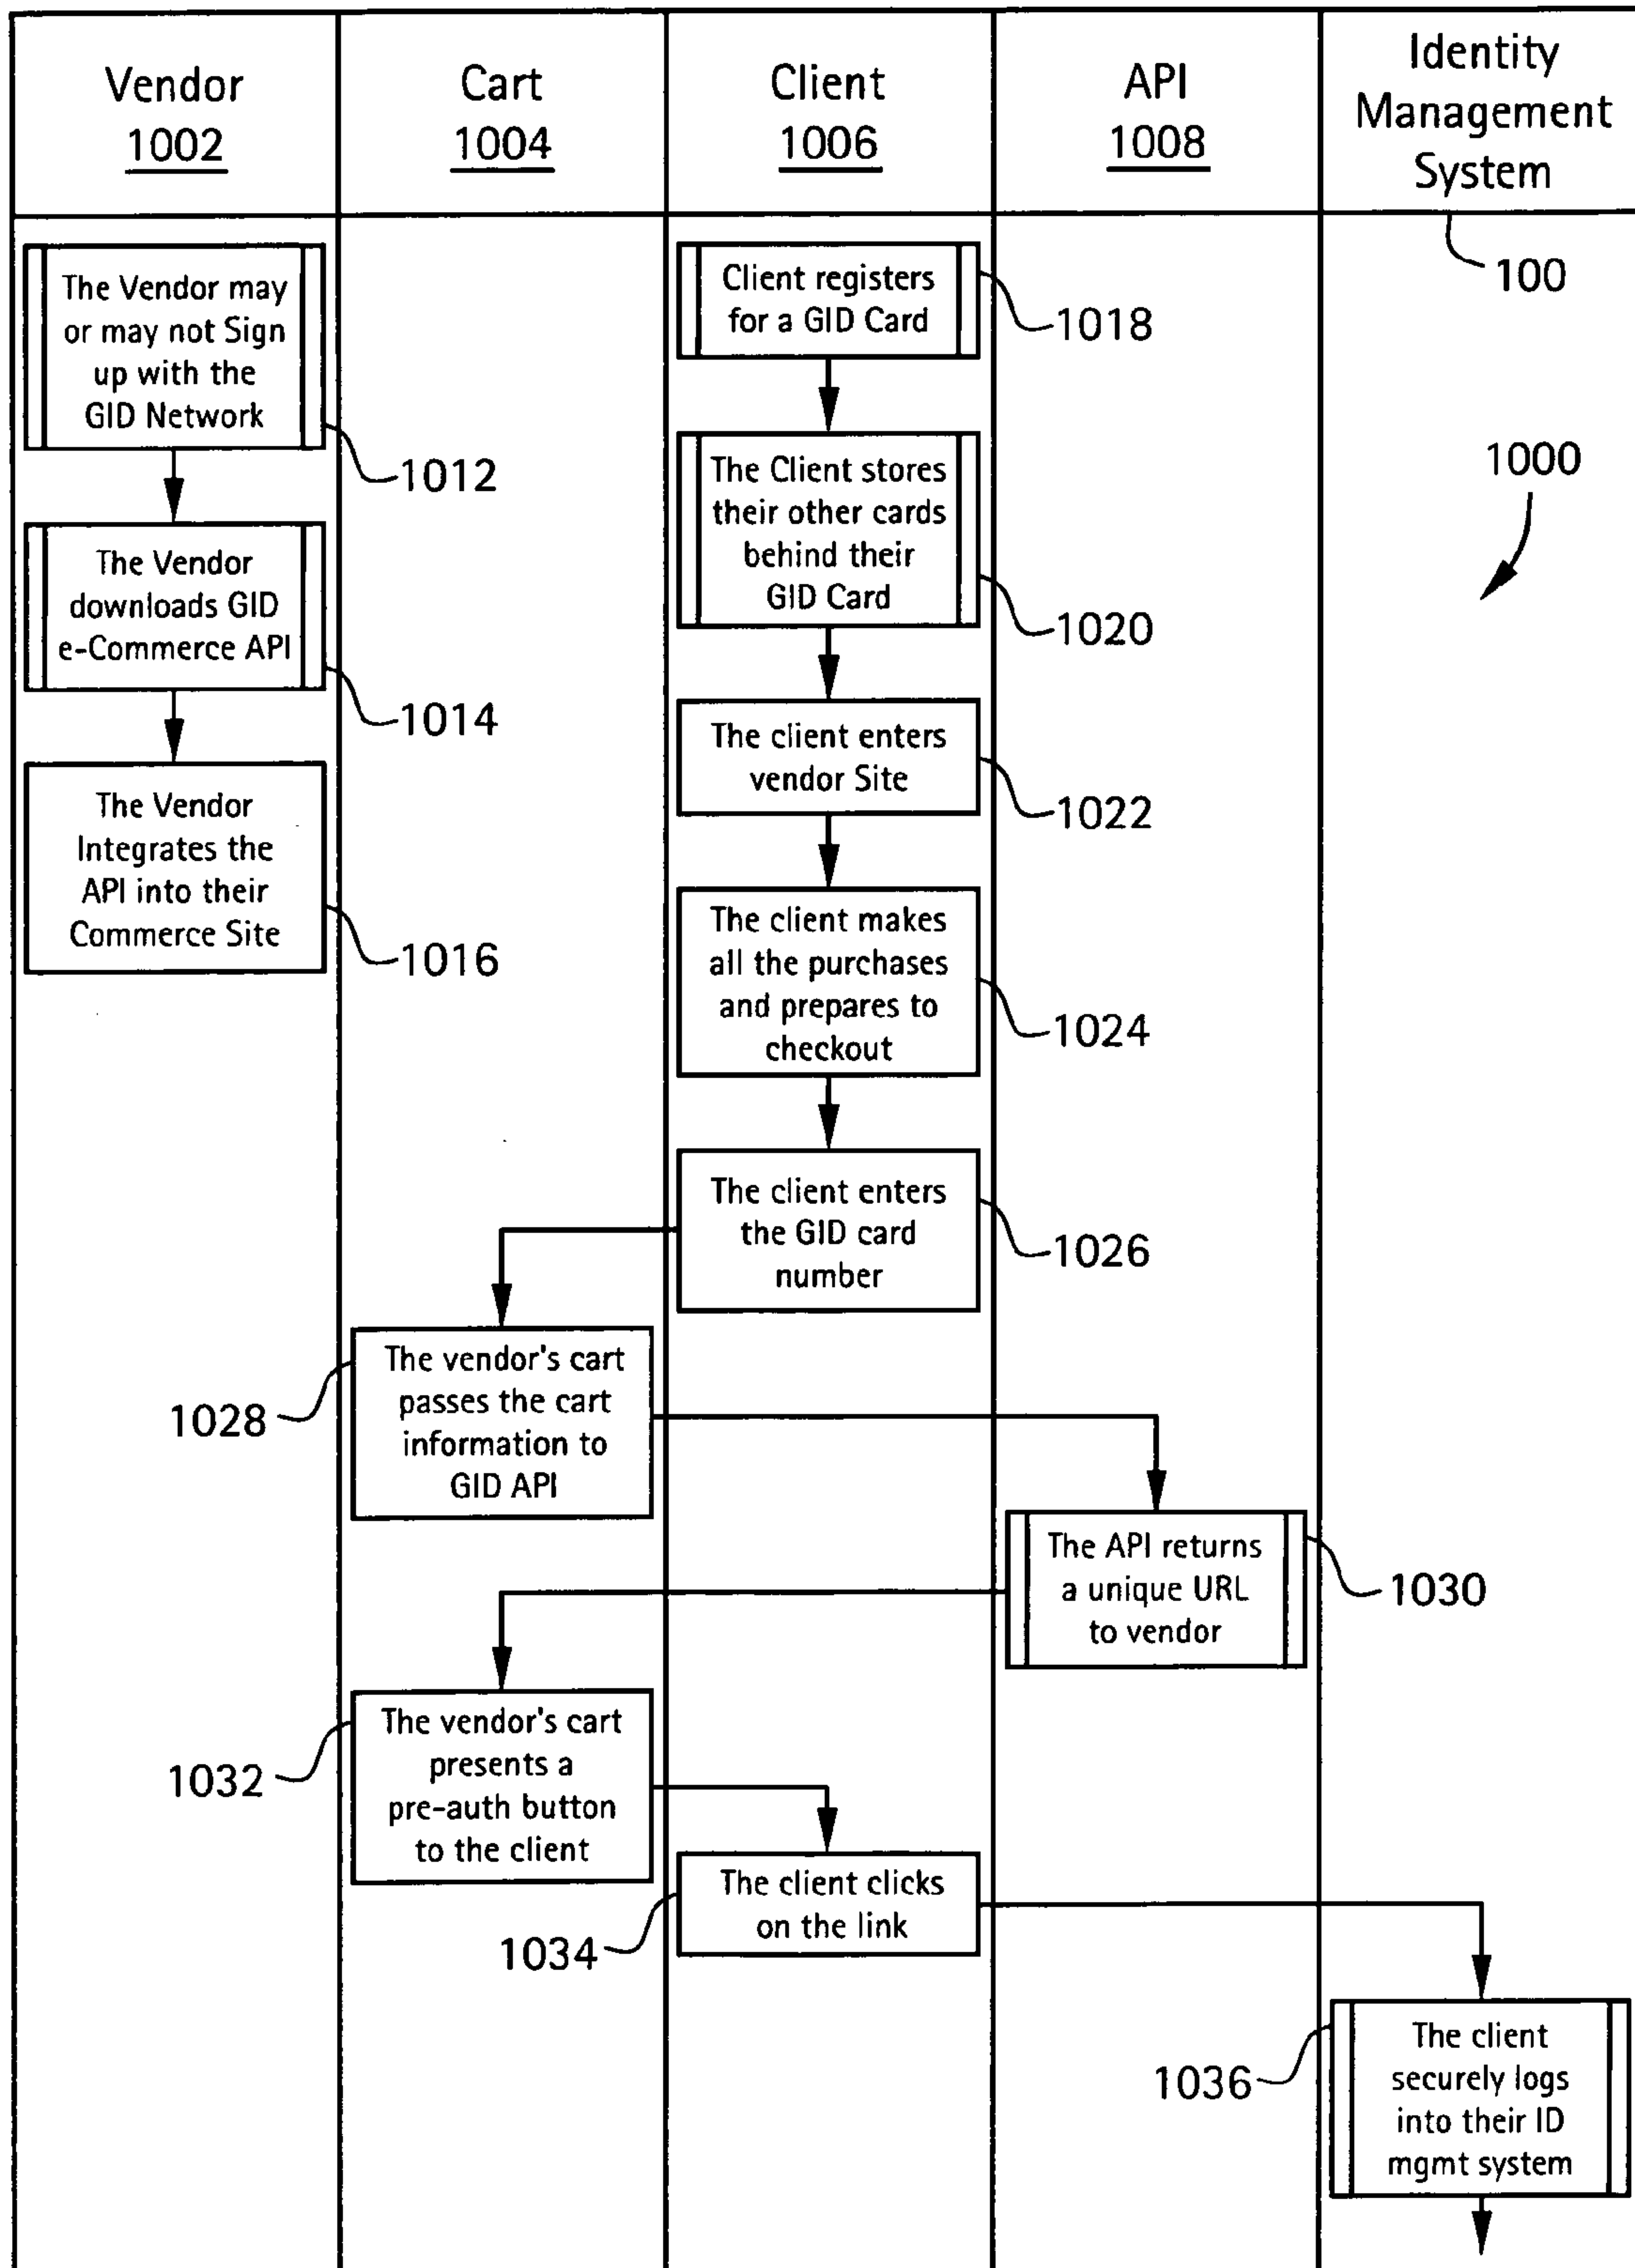 Vendor
1002
Cart
1004
Client
1006
API
1008
Identity
Management
System
100
1000
The Vendor may
or may not Sign
up with the
GID Network
1012
The Vendor
downloads GID
e-Commerce API
1014
The Vendor
Integrates the
API into their
Commerce Site
1016
Client registers
for a GID Card
1018
The Client stores
their other cards
behind their
GID Card
1020
The client enters
vendor Site
1022
The client makes
all the purchases
and prepares to
checkout
1024
The client enters
the GID card
number
1026
The vendor's cart
passes the cart
information to
GID API
1028
The API returns
a unique URL
to vendor
1030
The vendor's cart
presents a
pre-auth button
to the client
1032
The client clicks
on the link
1034
The client
securely logs
into their ID
mgmt system
1036